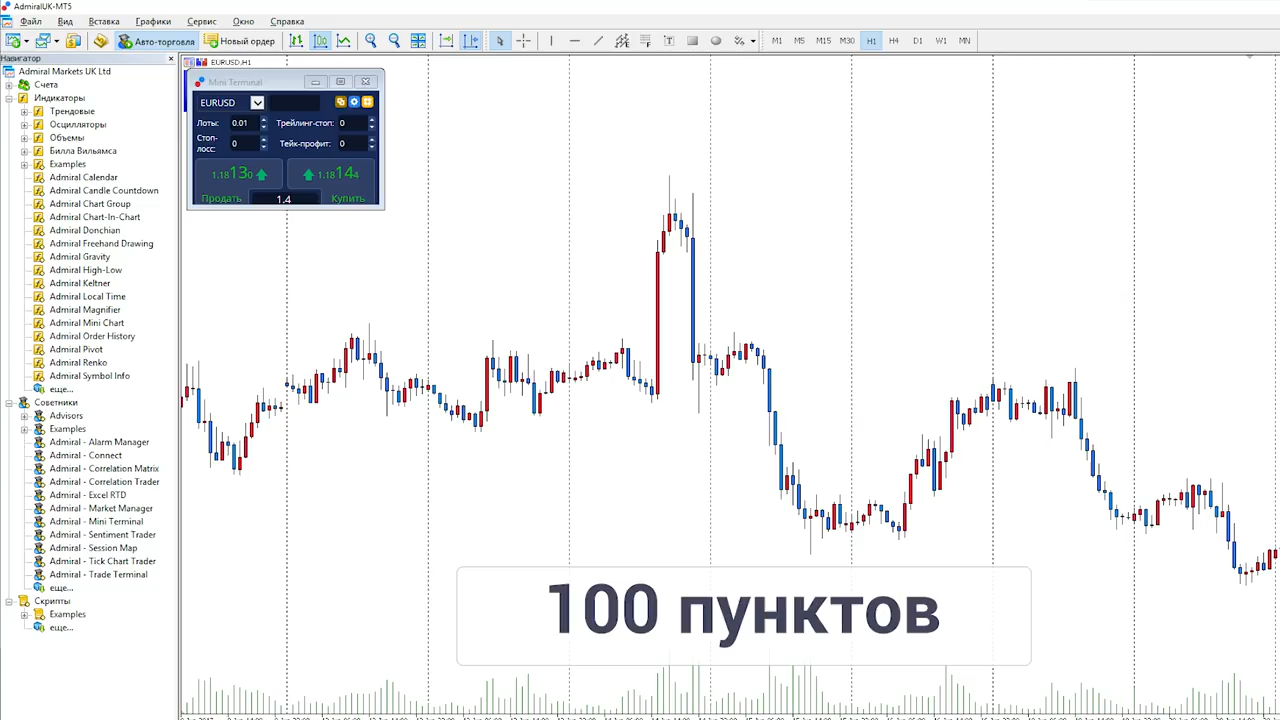 AdmiralUK-MT5
Файл Вид Вставка Графики Сервис Окно Справка
Авто-торговля Новый ордер M1 M5 M15 M30 H1 H4 D1 W1 MN
Навигатор
Admiral Markets UK Ltd
Счета
Индикаторы
Трендовые
Осцилляторы
Объемы
Билла Вильямса
Examples
Admiral Calendar
Admiral Candle Countdown
Admiral Chart Group
Admiral Chart-In-Chart
Admiral Donchian
Admiral Freehand Drawing
Admiral Gravity
Admiral High-Low
Admiral Keltner
Admiral Local Time
Admiral Magnifier
Admiral Mini Chart
Admiral Order History
Admiral Pivot
Admiral Renko
Admiral Symbol Info
еще...
Советники
Advisors
Examples
Admiral - Alarm Manager
Admiral - Connect
Admiral - Correlation Matrix
Admiral - Correlation Trader
Admiral - Excel RTD
Admiral - Market Manager
Admiral - Mini Terminal
Admiral - Sentiment Trader
Admiral - Session Map
Admiral - Tick Chart Trader
Admiral - Trade Terminal
еще...
Скрипты
Examples
еще...
EURUSD,H1
Mini Terminal
EURUSD
Лоты: 0.01 Трейлинг-стоп: 0
Стоп-лосс: 0 Тейк-профит: 0
1.18130 1.18144
Продать 1.4 Купить
100 пунктов